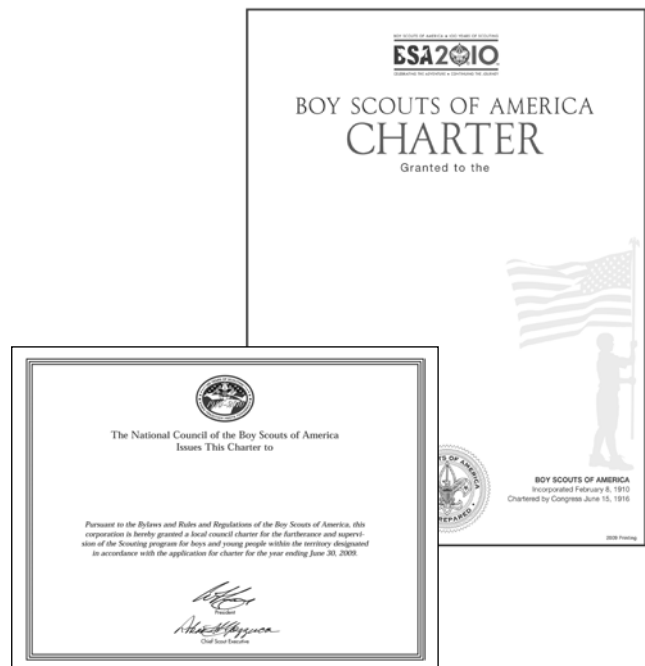 BOY SCOUTS OF AMERICA ★ 100 YEARS OF SCOUTING
BSA2010
CELEBRATING THE ADVENTURE ★ CONTINUING THE JOURNEY
BOY SCOUTS OF AMERICA
CHARTER
Granted to the
BOY SCOUTS OF AMERICA
Incorporated February 8, 1910
Chartered by Congress June 15, 1916
2009 Printing
The National Council of the Boy Scouts of America
Issues This Charter to
Pursuant to the Bylaws and Rules and Regulations of the Boy Scouts of America, this
corporation is hereby granted a local council charter for the furtherance and supervi-
sion of the Scouting program for boys and young people within the territory designated
in accordance with the application for charter for the year ending June 30, 2009.
President
Chief Scout Executive